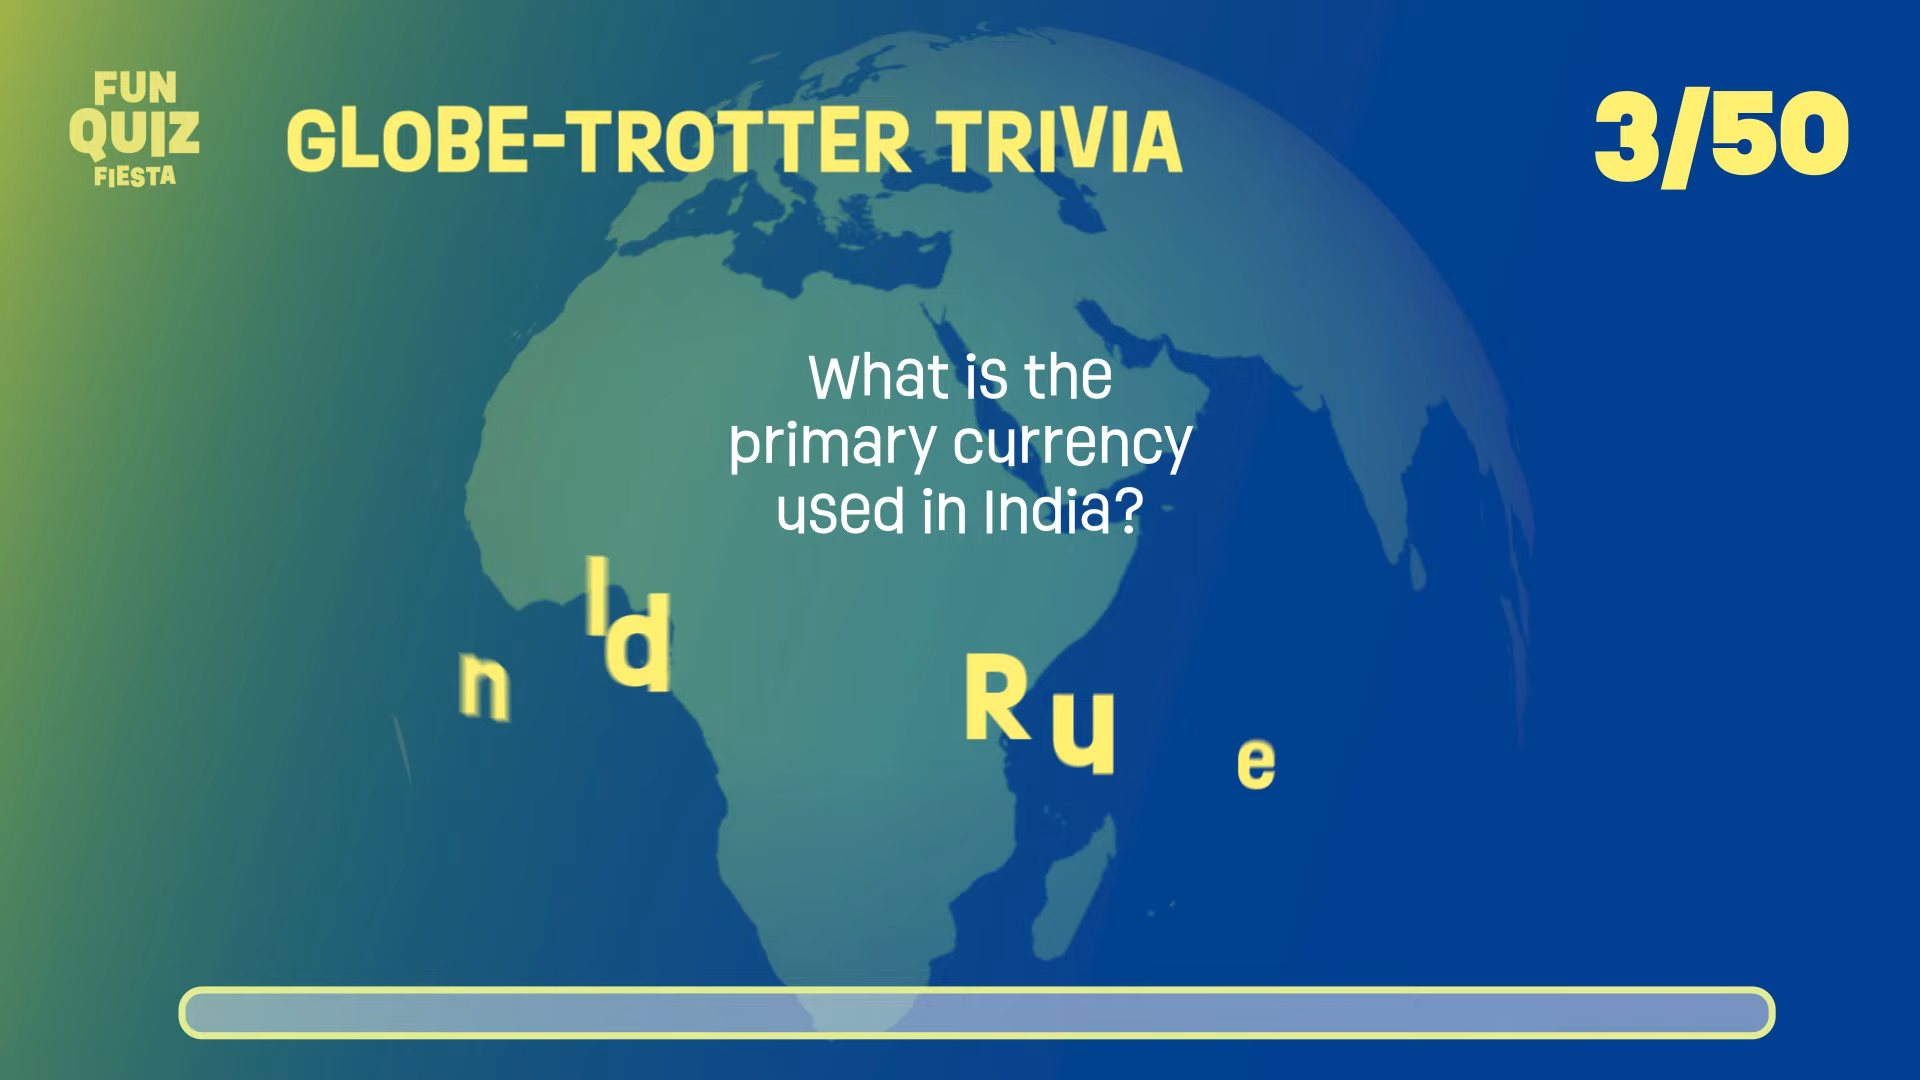 FUN
QUIZ
FIESTA
GLOBE-TROTTER TRIVIA
3/50
What is the
primary currency
used in India?
I
n d
R u e